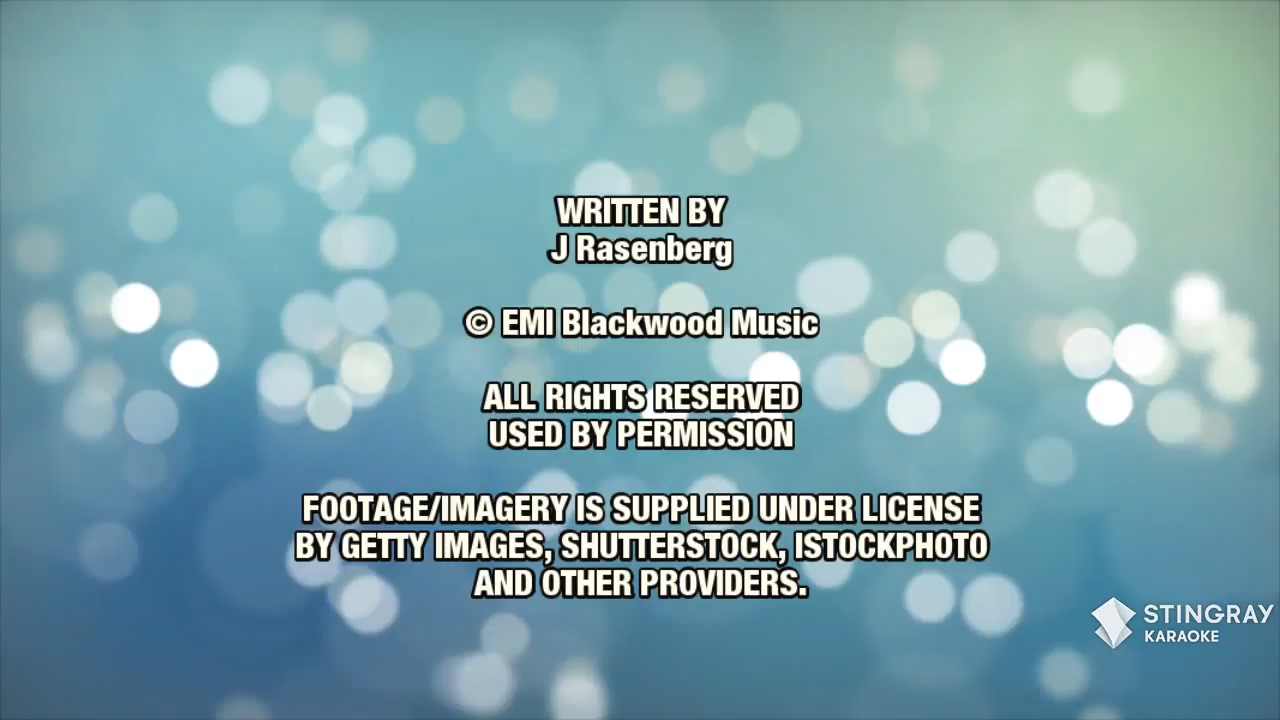 WRITTEN BY
J Rasenberg
© EMI Blackwood Music
ALL RIGHTS RESERVED
USED BY PERMISSION
FOOTAGE/IMAGERY IS SUPPLIED UNDER LICENSE
BY GETTY IMAGES, SHUTTERSTOCK, ISTOCKPHOTO
AND OTHER PROVIDERS.
STINGRAY
KARAOKE